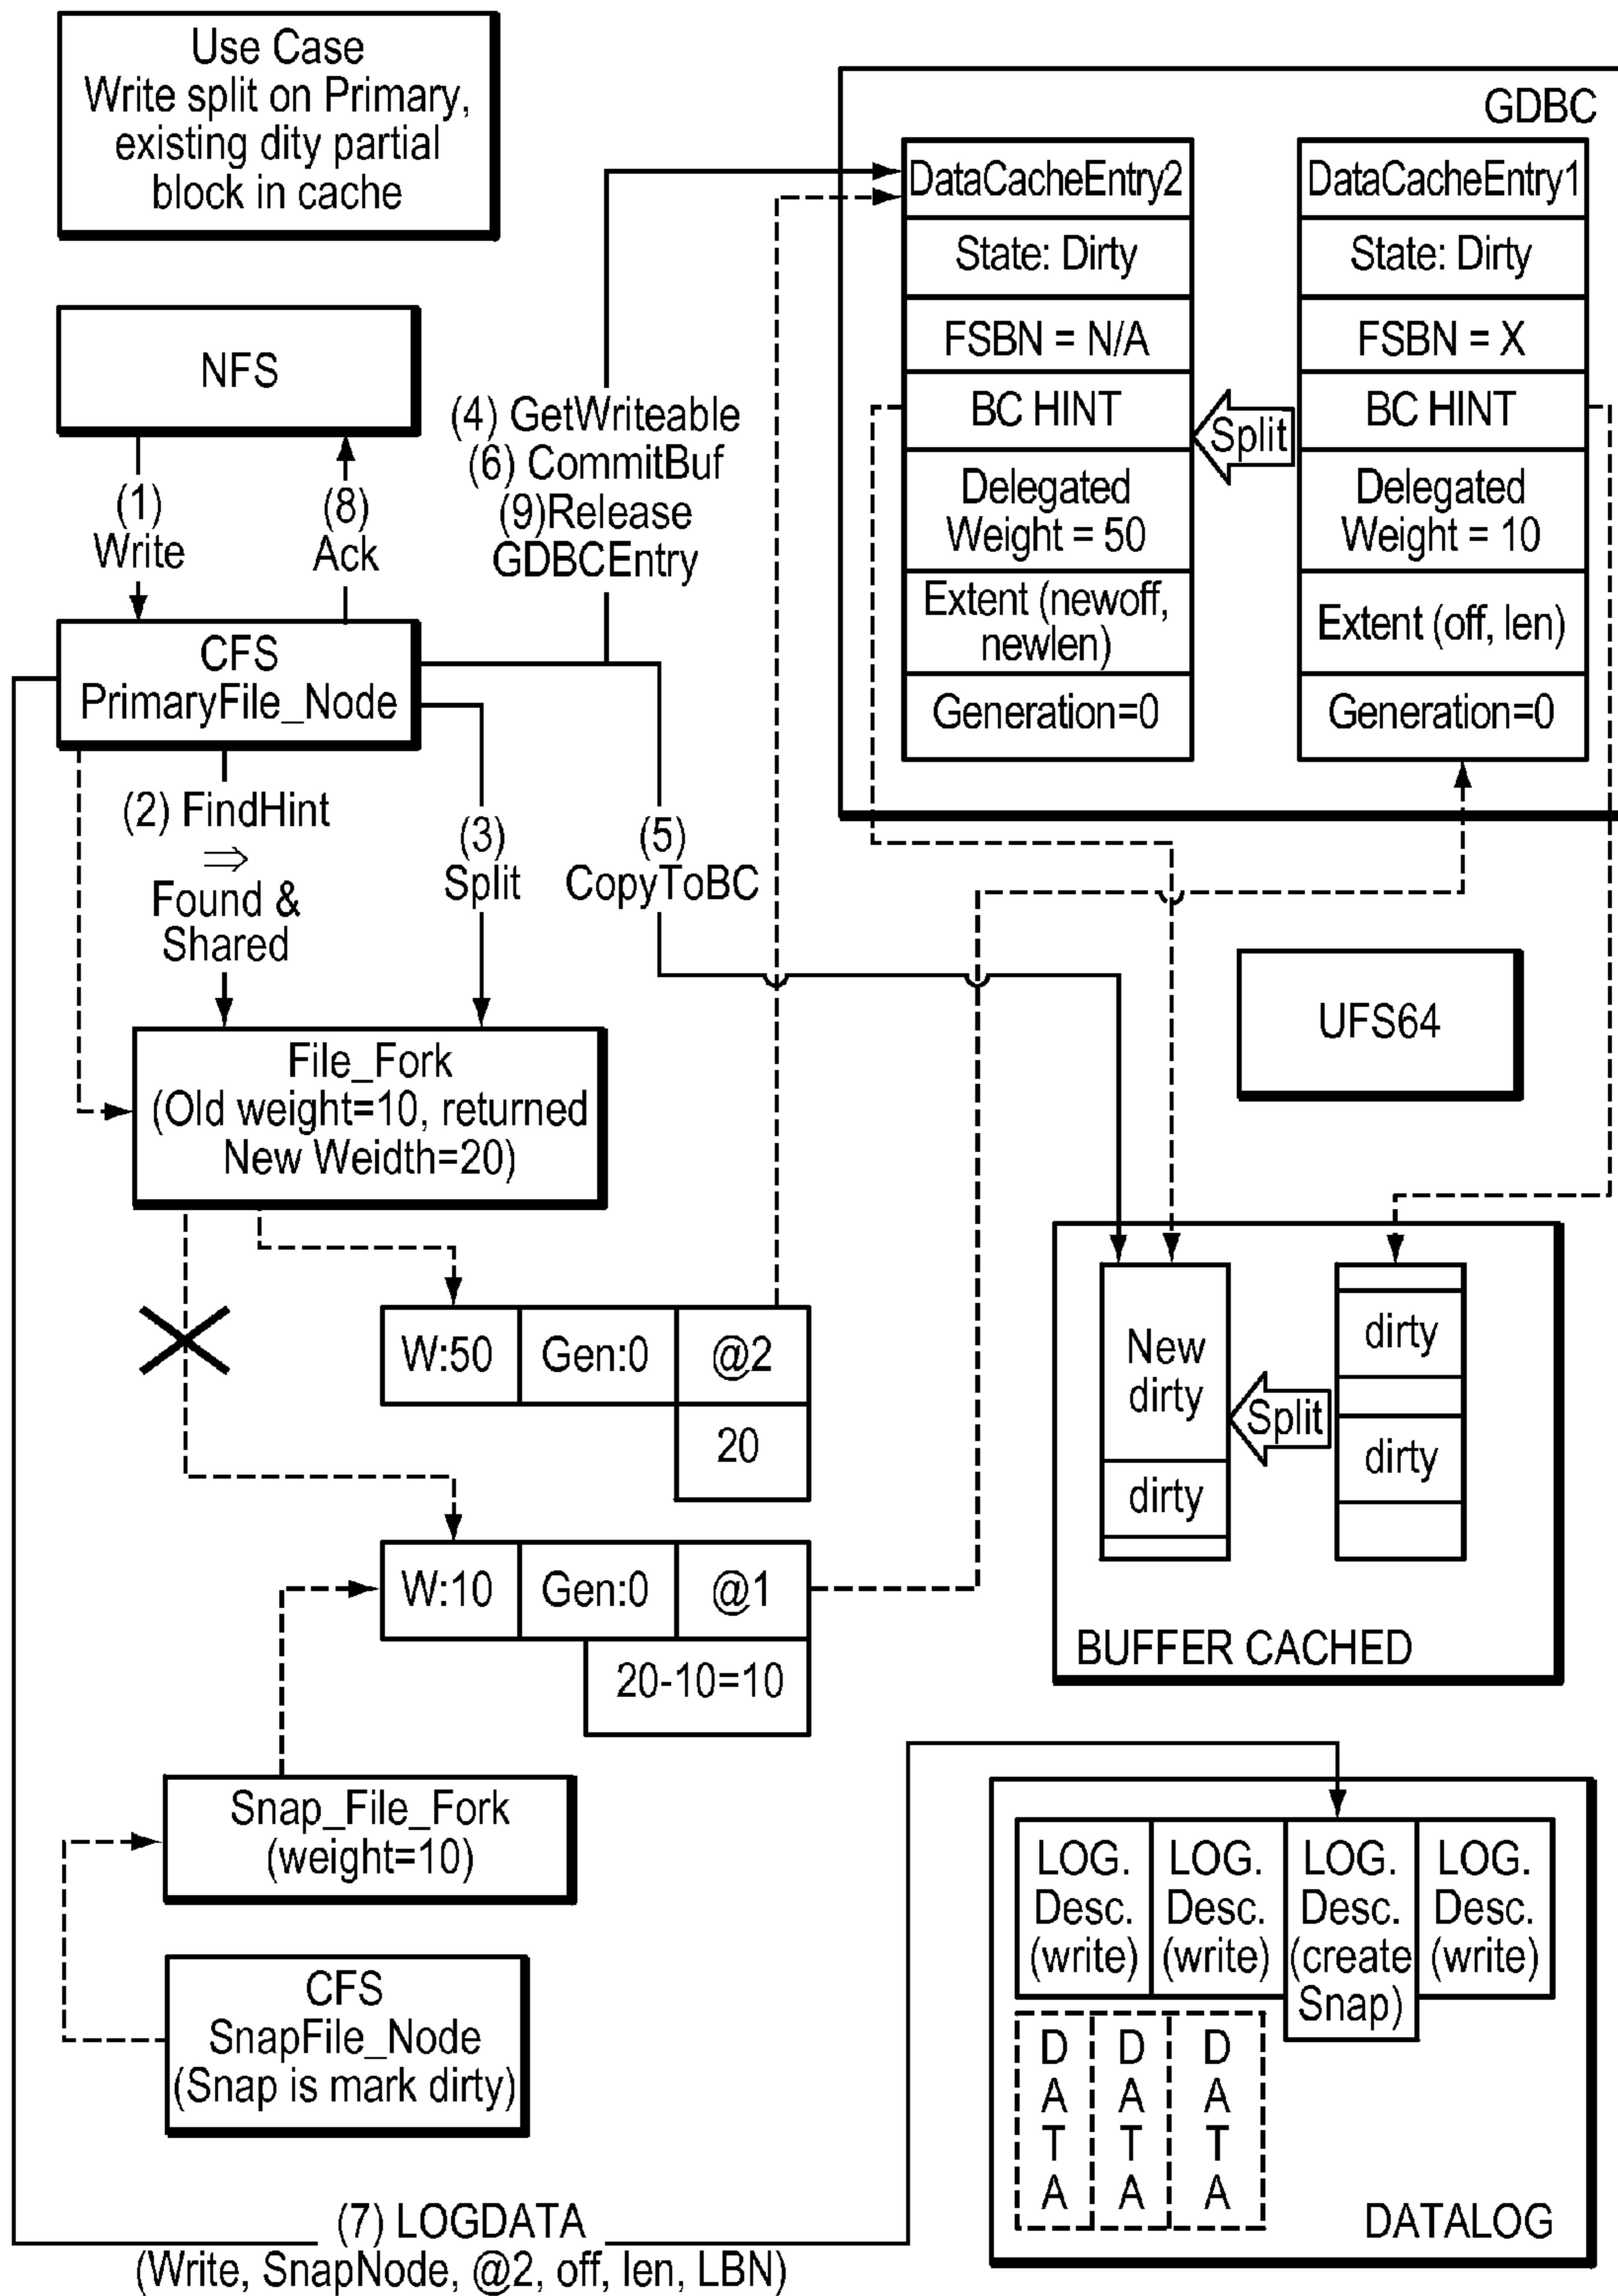 Use Case
Write split on Primary,
existing dity partial
block in cache
NFS
(1)
Write
(8)
Ack
(4) GetWriteable
(6) CommitBuf
(9)Release
GDBCEntry
CFS
PrimaryFile_Node
(2) FindHint
⇒
Found &
Shared
(3)
Split
(5)
CopyToBC
File_Fork
(Old weight=10, returned
New Weidth=20)
W:50
Gen:0
@2
20
W:10
Gen:0
@1
20-10=10
Snap_File_Fork
(weight=10)
CFS
SnapFile_Node
(Snap is mark dirty)
(7) LOGDATA
(Write, SnapNode, @2, off, len, LBN)
GDBC
DataCacheEntry2
State: Dirty
FSBN = N/A
BC HINT
Delegated
Weight = 50
Extent (newoff,
newlen)
Generation=0
Split
DataCacheEntry1
State: Dirty
FSBN = X
BC HINT
Delegated
Weight = 10
Extent (off, len)
Generation=0
UFS64
New
dirty
dirty
Split
dirty
dirty
BUFFER CACHED
LOG.
Desc.
(write)
LOG.
Desc.
(write)
LOG.
Desc.
(create
Snap)
LOG.
Desc.
(write)
D
A
T
A
D
A
T
A
D
A
T
A
DATALOG